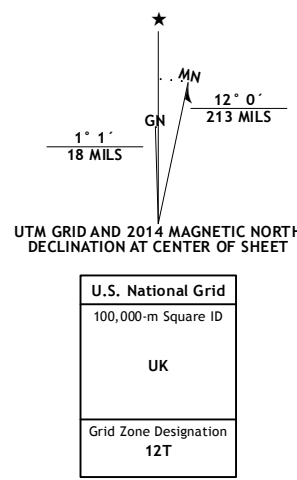 ★
MN
GN
12° 0´
213 MILS
1° 1´
18 MILS
UTM GRID AND 2014 MAGNETIC NORTH
DECLINATION AT CENTER OF SHEET
U.S. National Grid
100,000-m Square ID
UK
Grid Zone Designation
12T